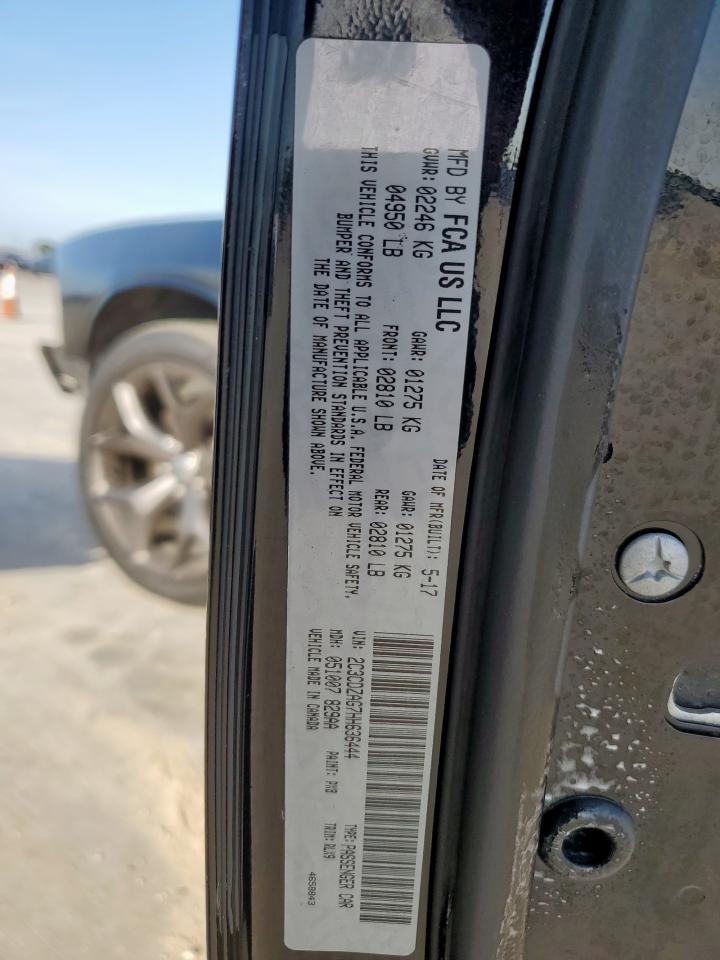 MFD BY FCA US LLC
DATE OF MFR(BUILT): 5-17
GVWR: 02246 KG
GAWR: 01275 KG
GAWR: 01275 KG
04950 LB
FRONT: 02810 LB
REAR: 02810 LB
THIS VEHICLE CONFORMS TO ALL APPLICABLE U.S.A. FEDERAL MOTOR VEHICLE SAFETY,
BUMPER AND THEFT PREVENTION STANDARDS IN EFFECT ON
THE DATE OF MANUFACTURE SHOWN ABOVE.
VIN: 2C3CDZAG7HH636444
TYPE: PASSENGER CAR
MDH: 051007 829AA
PAINT: PX8
TRIM: RLX9
VEHICLE MADE IN CANADA
4658843